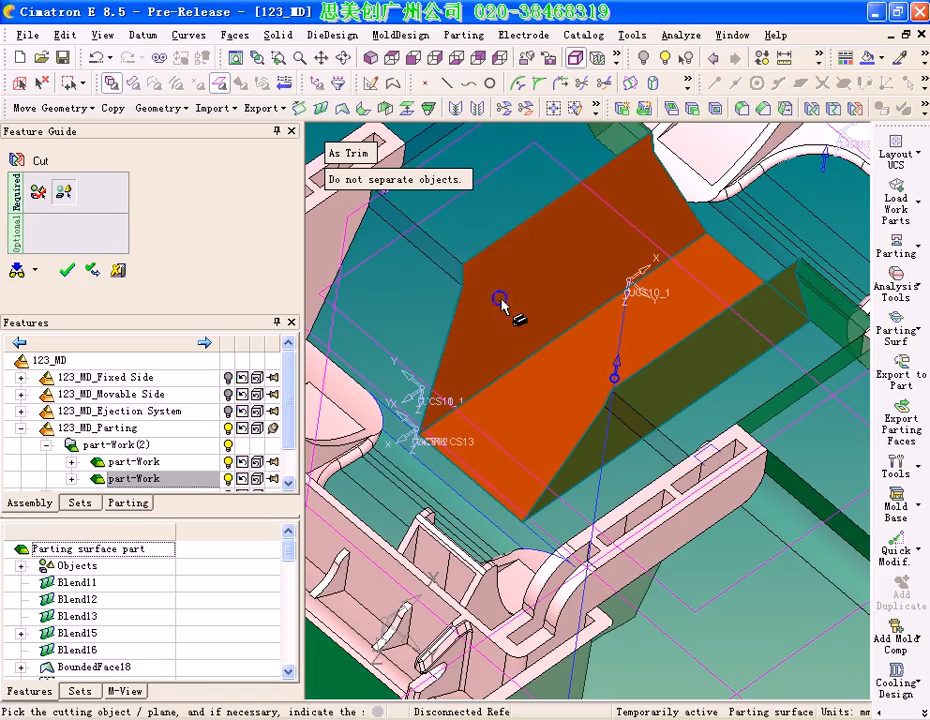 Cimatron E 8.5 - Pre-Release - [123_MD] 思美创广州公司 020-38468319
File Edit View Datum Curves Faces Solid DieDesign MoldDesign Parting Electrode Catalog Tools Analyze Window Help
Move Geometry Copy Geometry Import Export
Feature Guide
Cut
Required
Optional
Features
123_MD
123_MD_Fixed Side
123_MD_Movable Side
123_MD_Ejection System
123_MD_Parting
part-Work(2)
part-Work
part-Work
Assembly Sets Parting
Parting surface part
Objects
Blend11
Blend12
Blend13
Blend15
Blend16
BoundedFace18
Features Sets M-View
As Trim
Do not separate objects.
X
UCS10_1
Y
Z
Y
UCS10_1
X
Z
X
Z
Layout UCS
Load Work Parts
Parting
Analysis Tools
Parting Surf
Export to Part
Export Parting Faces
Tools
Mold Base
Quick Modif.
Add Duplicate
Add Mold Comp
Cooling Design
Pick the cutting object / plane, and if necessary, indicate the Disconnected Refe Temporarily active Parting surface Units: mm